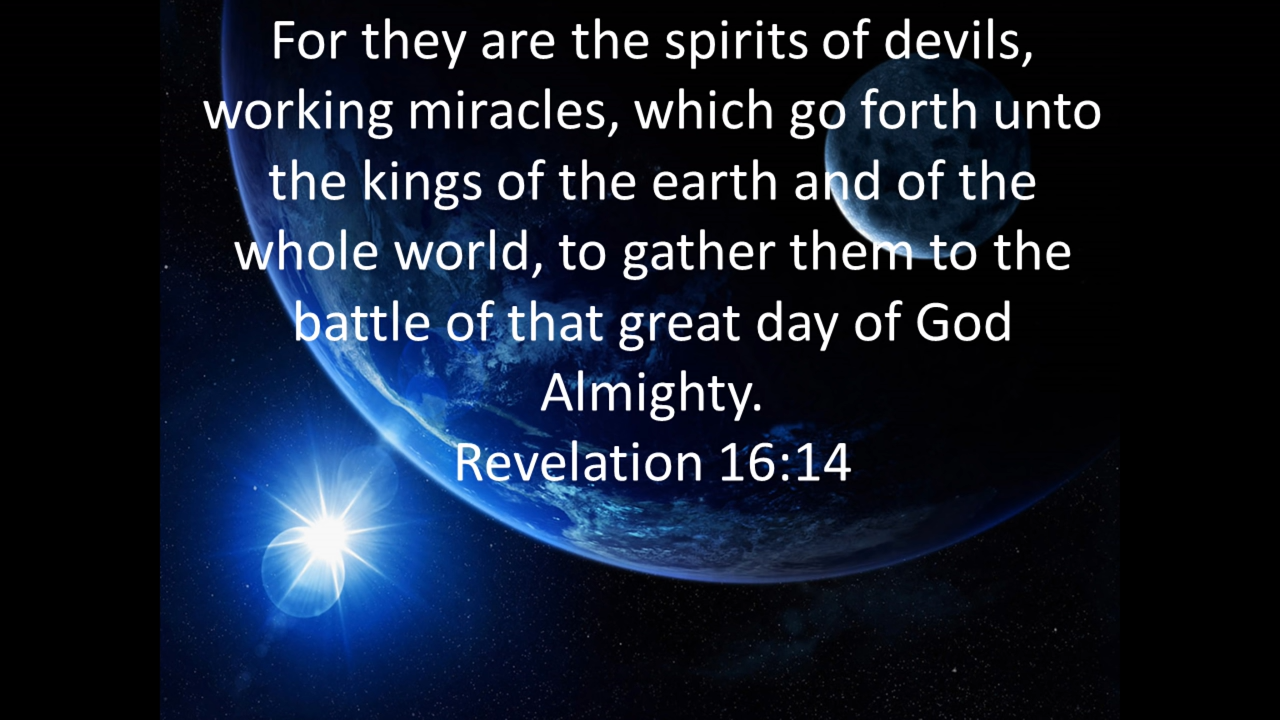 For they are the spirits of devils,
working miracles, which go forth unto
the kings of the earth and of the
whole world, to gather them to the
battle of that great day of God
Almighty.
Revelation 16:14